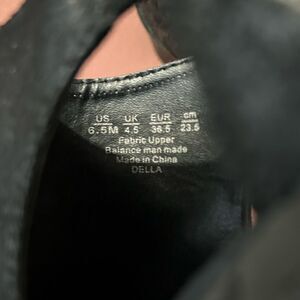 US UK EUR cm
6.5M 4.5 36.5 23.5
Fabric Upper
Balance man made
Made in China
DELLA